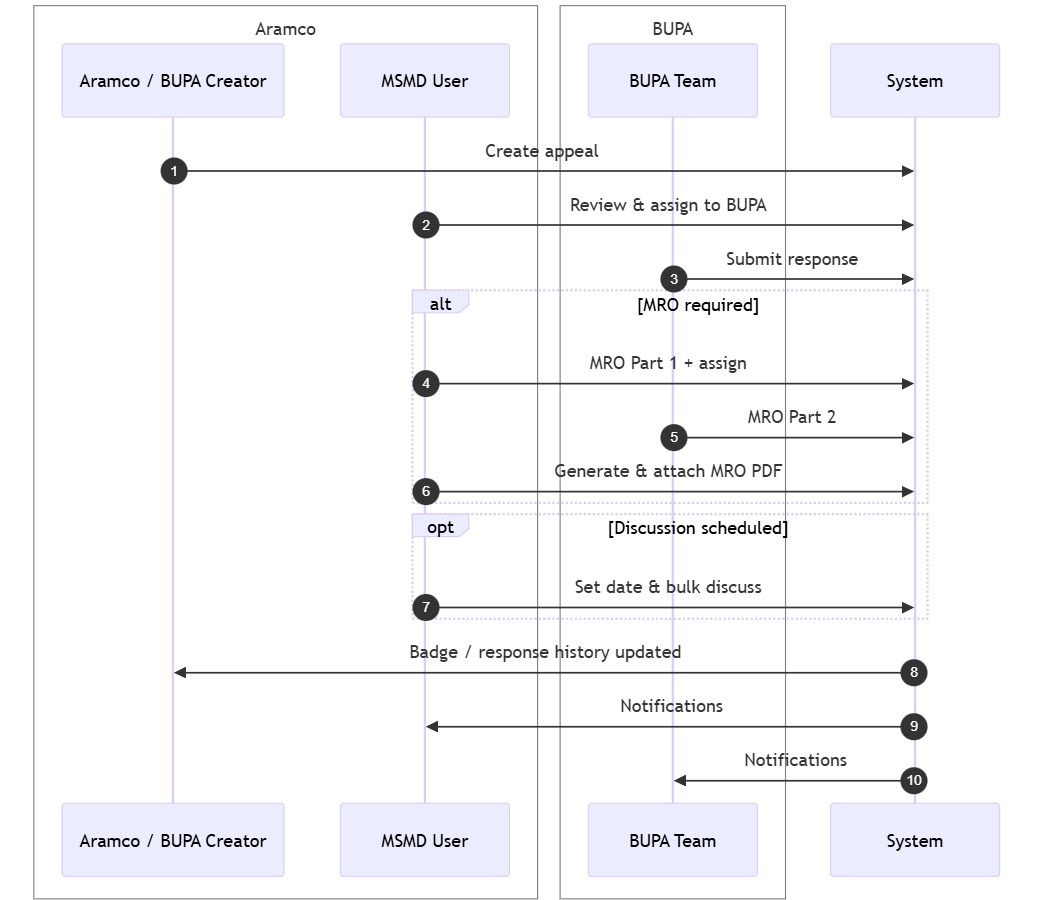 Aramco
BUPA
Aramco / BUPA Creator
MSMD User
BUPA Team
System
Create appeal
1
Review & assign to BUPA
2
Submit response
3
alt
[MRO required]
MRO Part 1 + assign
4
MRO Part 2
5
Generate & attach MRO PDF
6
opt
[Discussion scheduled]
Set date & bulk discuss
7
Badge / response history updated
8
Notifications
9
Notifications
10
Aramco / BUPA Creator
MSMD User
BUPA Team
System